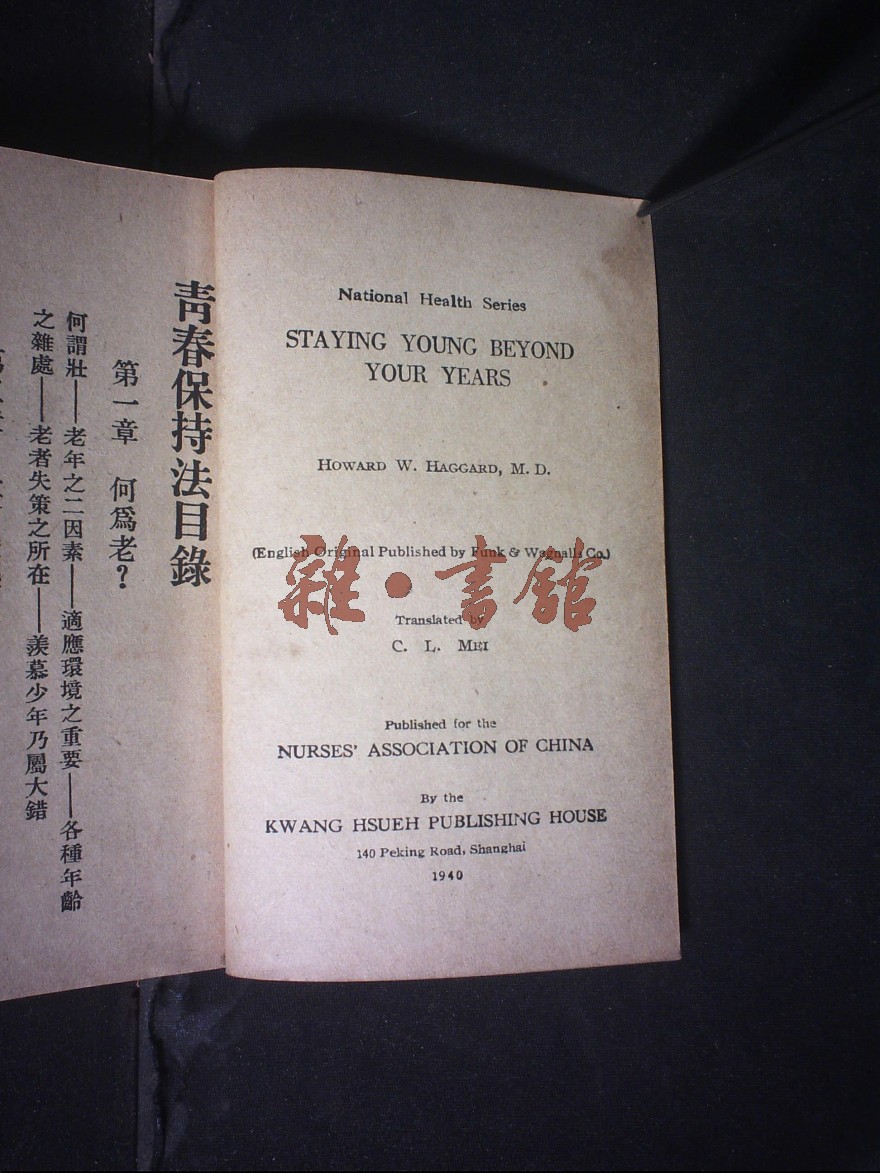 National Health Series
STAYING YOUNG BEYOND
YOUR YEARS
HOWARD W. HAGGARD, M. D.
(English Original Published by Funk & Wagnalls Co.)
Translated by
C. L. MEI
Published for the
NURSES' ASSOCIATION OF CHINA
By the
KWANG HSUEH PUBLISHING HOUSE
140 Peking Road, Shanghai
1940
雜·書館
靑春保持法目錄
第一章 何爲老？
何謂壯——老年之二因素——適應環境之重要——各種年齡
之雜處——老者失策之所在——羨慕少年乃屬大錯